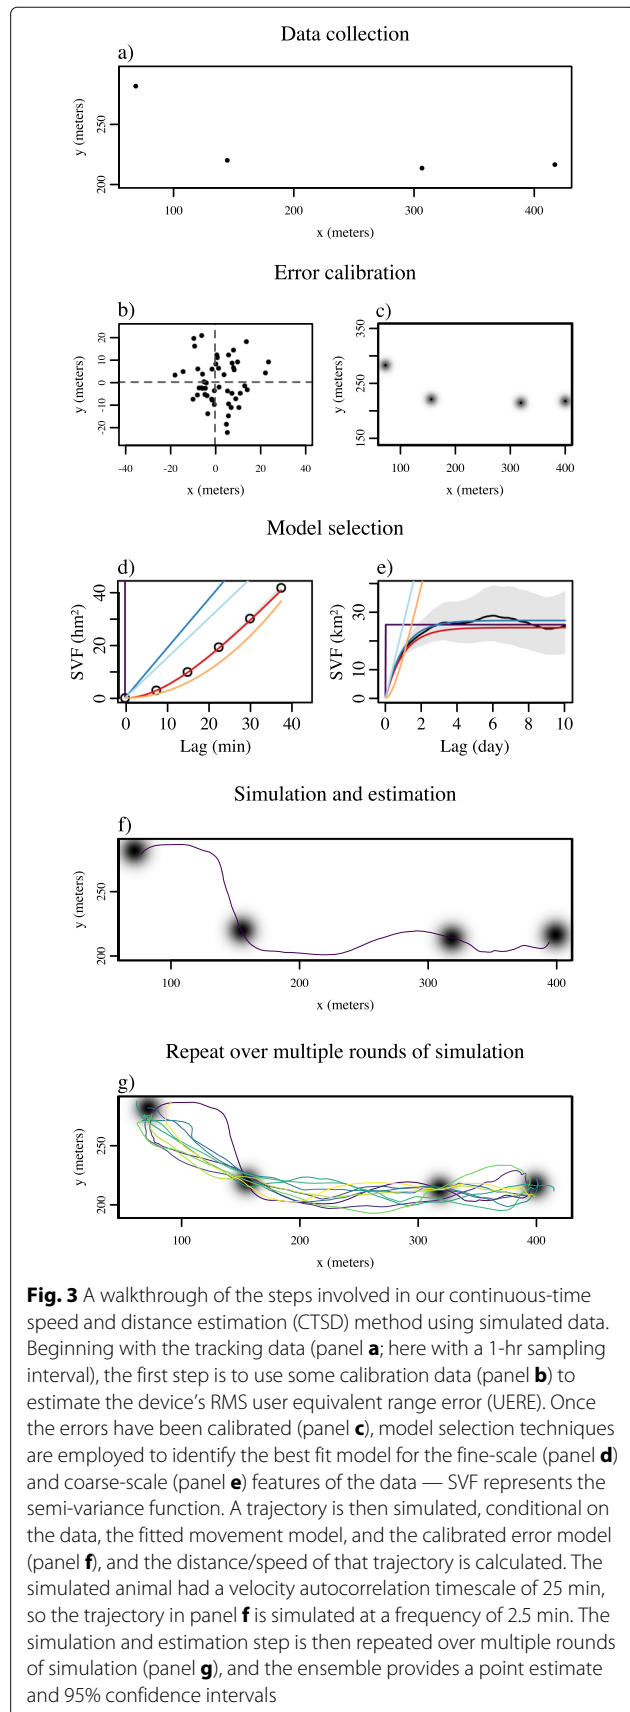 Data collection
a)
y (meters)
250
200
100
200
300
400
x (meters)
Error calibration
b)
y (meters)
20
10
0
-10
-20
-40
-20
0
20
40
x (meters)
c)
y (meters)
350
250
150
100
200
300
400
x (meters)
Model selection
d)
SVF (hm²)
40
20
0
0
10
20
30
40
Lag (min)
e)
SVF (km²)
30
10
0
0
2
4
6
8
10
Lag (day)
Simulation and estimation
f)
y (meters)
250
200
100
200
300
400
x (meters)
Repeat over multiple rounds of simulation
g)
y (meters)
250
200
100
200
300
400
x (meters)
Fig. 3 A walkthrough of the steps involved in our continuous-time
speed and distance estimation (CTSD) method using simulated data.
Beginning with the tracking data (panel a; here with a 1-hr sampling
interval), the first step is to use some calibration data (panel b) to
estimate the device's RMS user equivalent range error (UERE). Once
the errors have been calibrated (panel c), model selection techniques
are employed to identify the best fit model for the fine-scale (panel d)
and coarse-scale (panel e) features of the data — SVF represents the
semi-variance function. A trajectory is then simulated, conditional on
the data, the fitted movement model, and the calibrated error model
(panel f), and the distance/speed of that trajectory is calculated. The
simulated animal had a velocity autocorrelation timescale of 25 min,
so the trajectory in panel f is simulated at a frequency of 2.5 min. The
simulation and estimation step is then repeated over multiple rounds
of simulation (panel g), and the ensemble provides a point estimate
and 95% confidence intervals